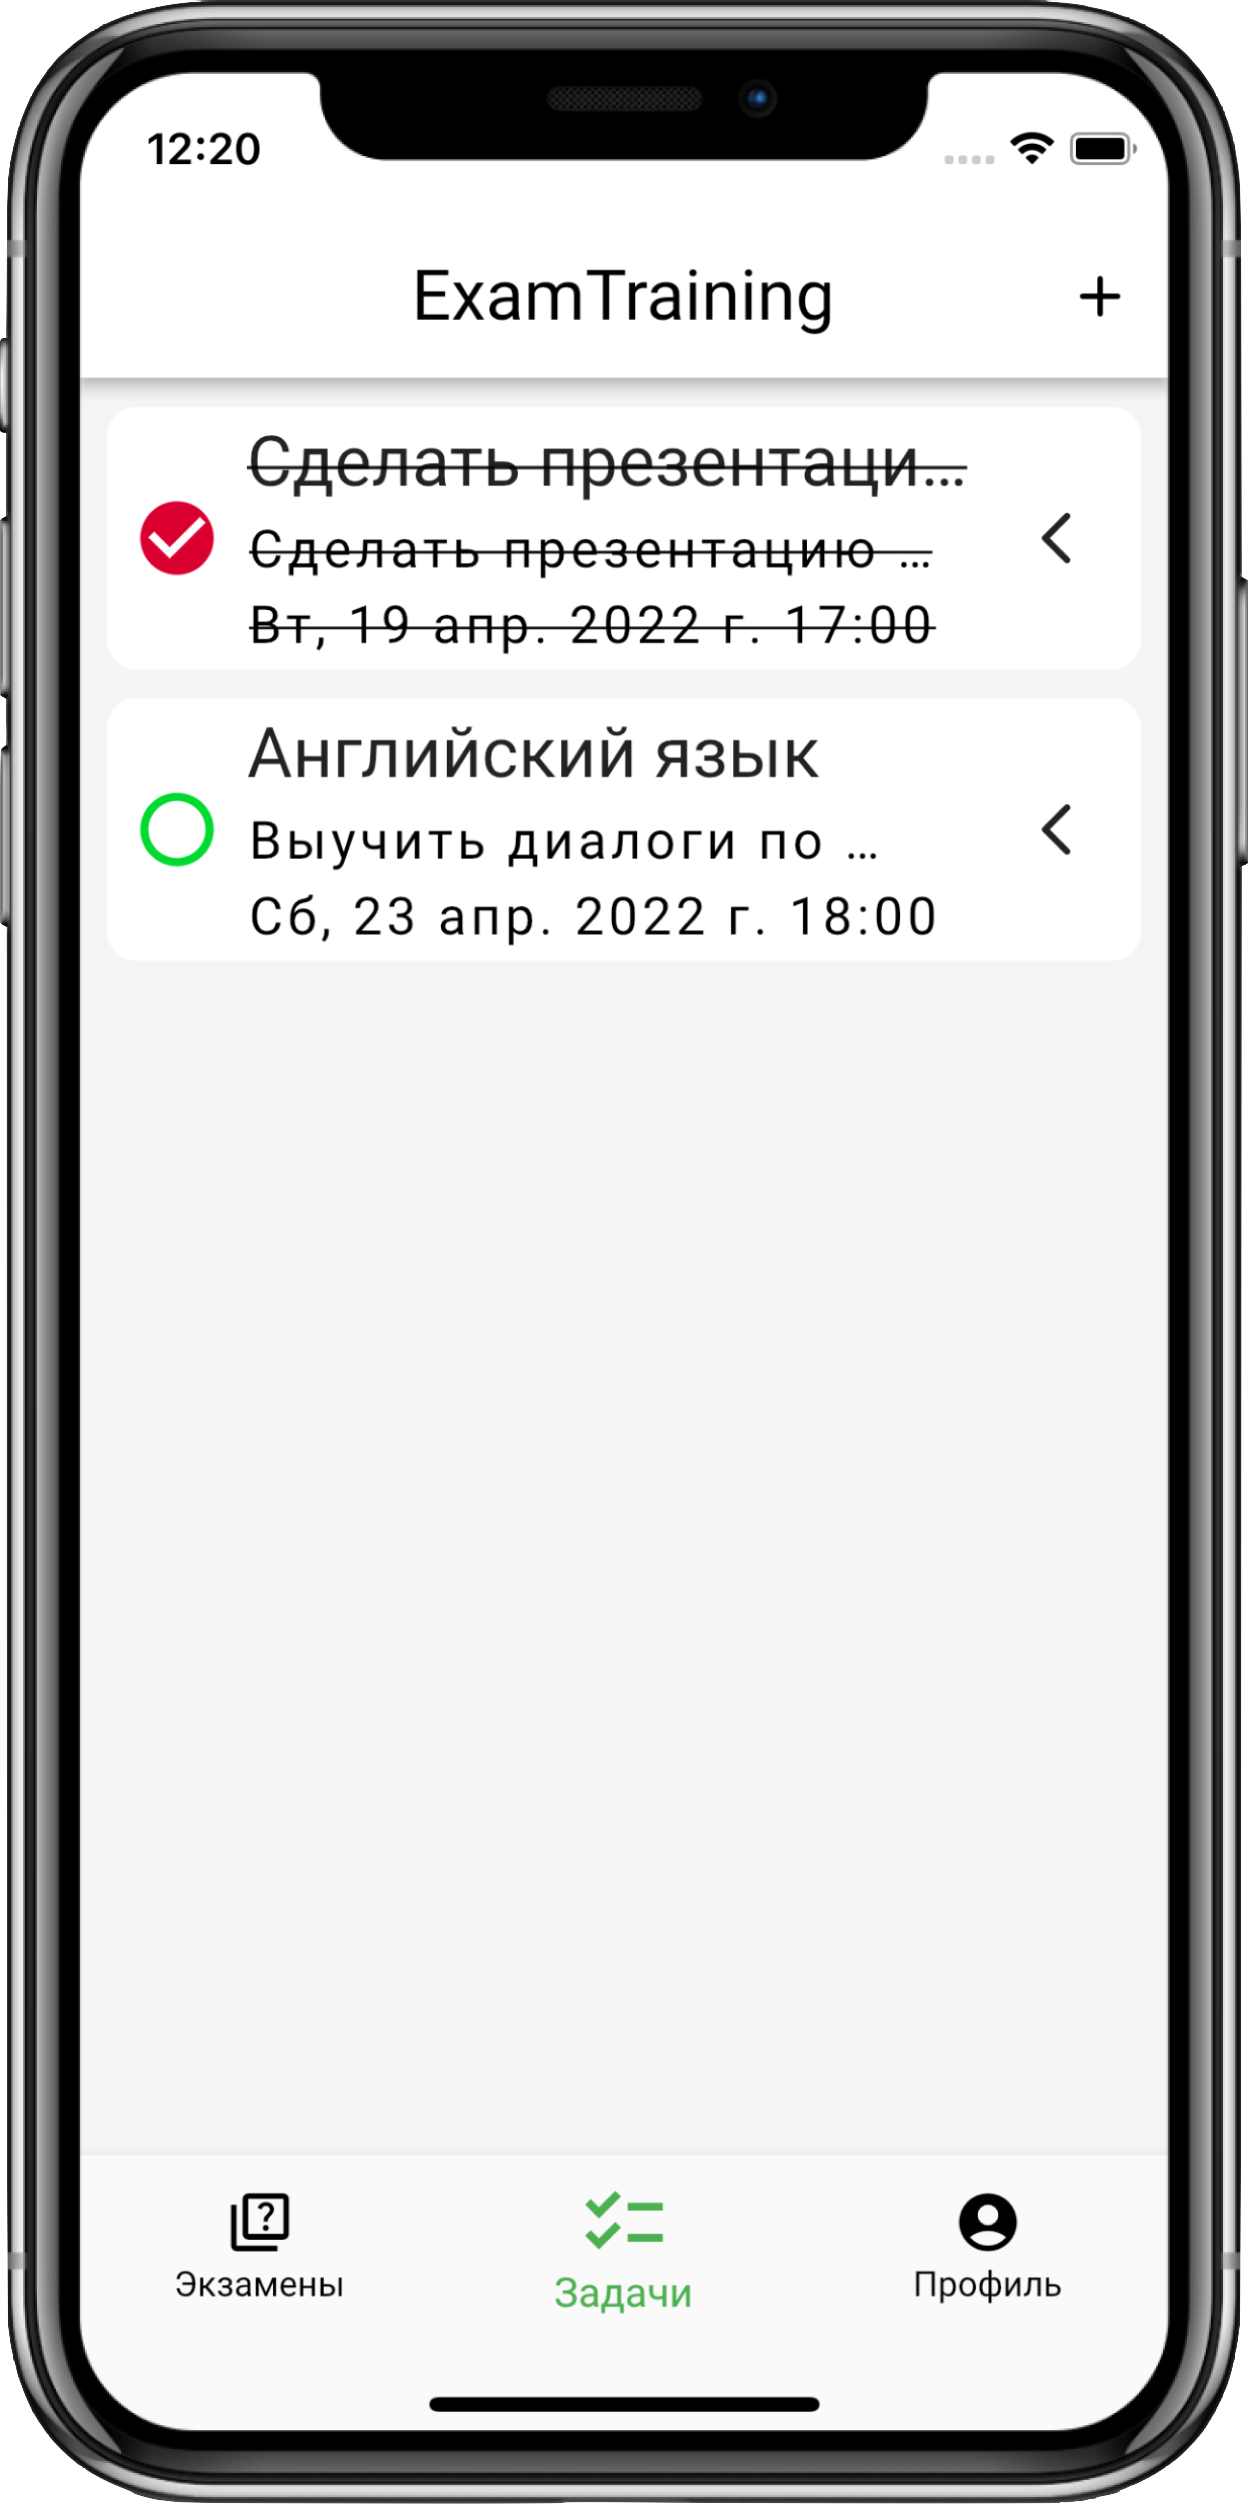 12:20
ExamTraining
Сделать презентаци...
Сделать презентацию ...
Вт, 19 апр. 2022 г. 17:00
Английский язык
Выучить диалоги по ...
Сб, 23 апр. 2022 г. 18:00
Экзамены
Задачи
Профиль